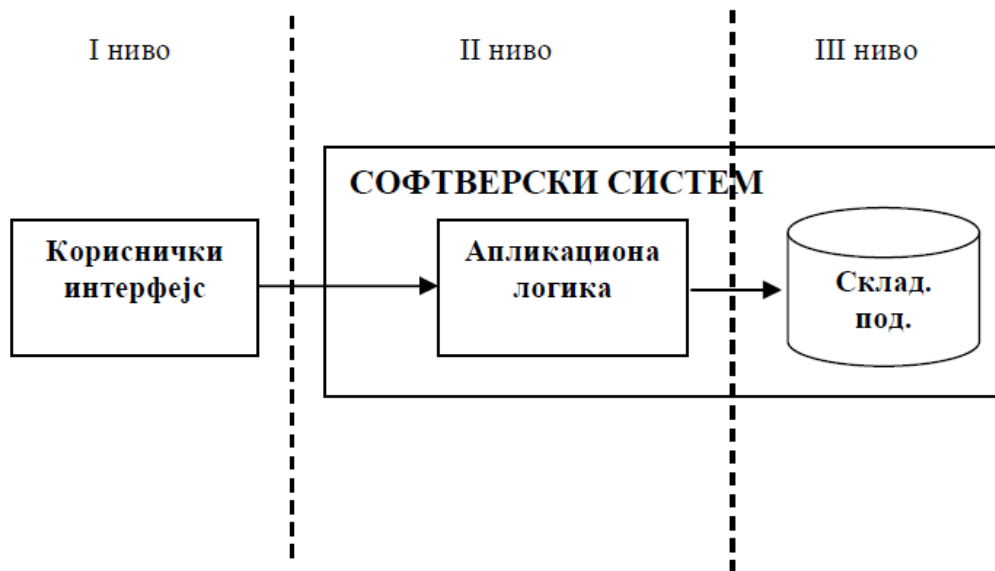 I ниво
II ниво
III ниво
СОФТВЕРСКИ СИСТЕМ
Кориснички
интерфејс
Апликациона
логика
Склад.
под.